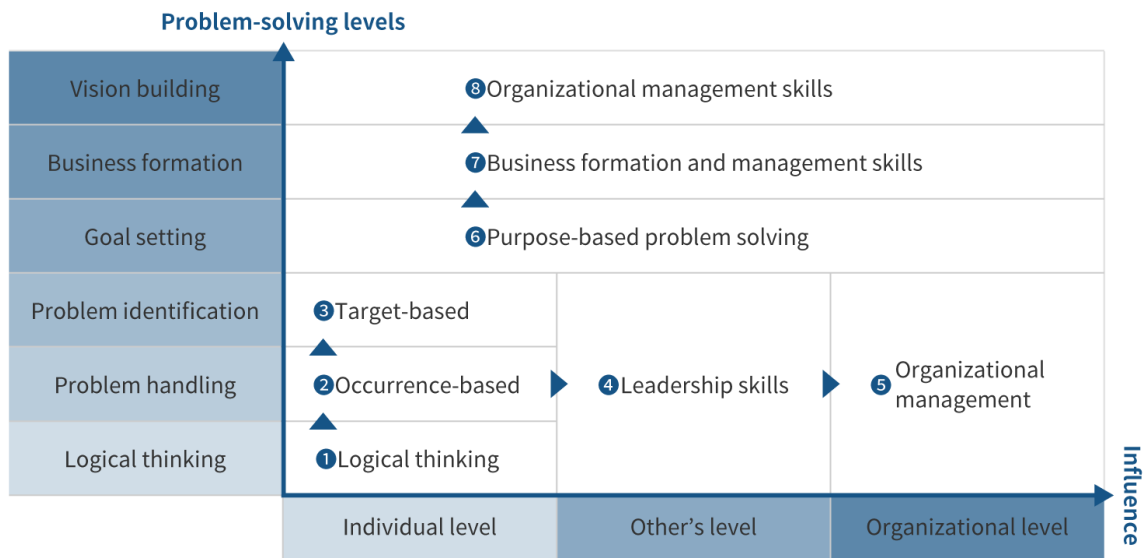 Problem-solving levels
Vision building
❽Organizational management skills
Business formation
❼Business formation and management skills
Goal setting
❻Purpose-based problem solving
Problem identification
❸Target-based
Problem handling
❷Occurrence-based
❹Leadership skills
❺Organizational
management
Logical thinking
❶Logical thinking
Influence
Individual level
Other’s level
Organizational level